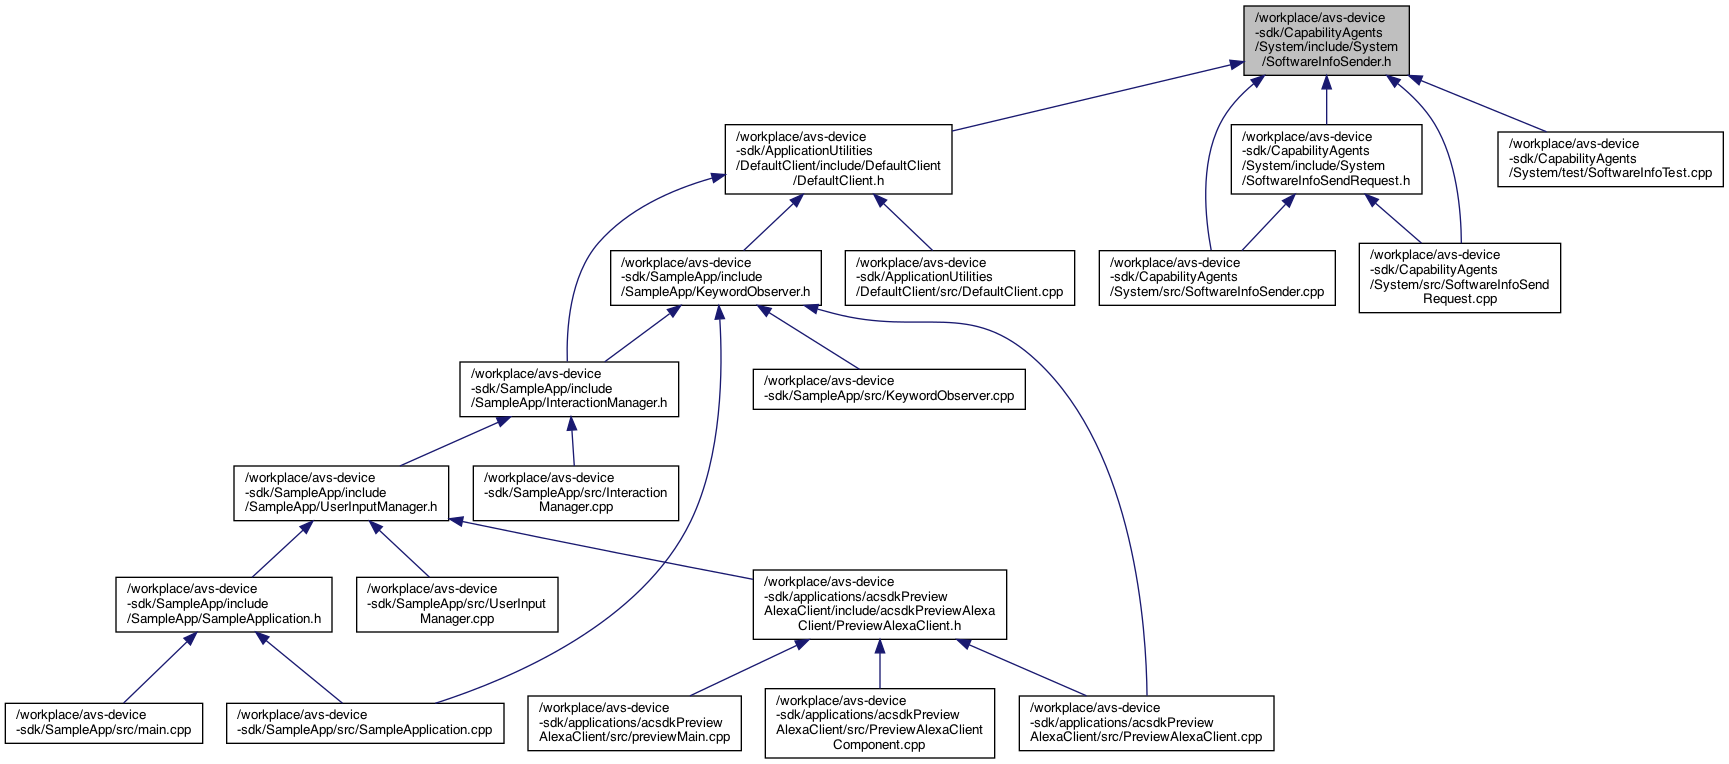 /workplace/avs-device
-sdk/CapabilityAgents
/System/include/System
/SoftwareInfoSender.h
/workplace/avs-device
-sdk/ApplicationUtilities
/DefaultClient/include/DefaultClient
/DefaultClient.h
/workplace/avs-device
-sdk/CapabilityAgents
/System/include/System
/SoftwareInfoSendRequest.h
/workplace/avs-device
-sdk/CapabilityAgents
/System/test/SoftwareInfoTest.cpp
/workplace/avs-device
-sdk/SampleApp/include
/SampleApp/KeywordObserver.h
/workplace/avs-device
-sdk/ApplicationUtilities
/DefaultClient/src/DefaultClient.cpp
/workplace/avs-device
-sdk/CapabilityAgents
/System/src/SoftwareInfoSender.cpp
/workplace/avs-device
-sdk/CapabilityAgents
/System/src/SoftwareInfoSend
Request.cpp
/workplace/avs-device
-sdk/SampleApp/include
/SampleApp/InteractionManager.h
/workplace/avs-device
-sdk/SampleApp/src/KeywordObserver.cpp
/workplace/avs-device
-sdk/SampleApp/include
/SampleApp/UserInputManager.h
/workplace/avs-device
-sdk/SampleApp/src/Interaction
Manager.cpp
/workplace/avs-device
-sdk/SampleApp/include
/SampleApp/SampleApplication.h
/workplace/avs-device
-sdk/SampleApp/src/UserInput
Manager.cpp
/workplace/avs-device
-sdk/applications/acsdkPreview
AlexaClient/include/acsdkPreviewAlexa
Client/PreviewAlexaClient.h
/workplace/avs-device
-sdk/SampleApp/src/main.cpp
/workplace/avs-device
-sdk/SampleApp/src/SampleApplication.cpp
/workplace/avs-device
-sdk/applications/acsdkPreview
AlexaClient/src/previewMain.cpp
/workplace/avs-device
-sdk/applications/acsdkPreview
AlexaClient/src/PreviewAlexaClient
Component.cpp
/workplace/avs-device
-sdk/applications/acsdkPreview
AlexaClient/src/PreviewAlexaClient.cpp